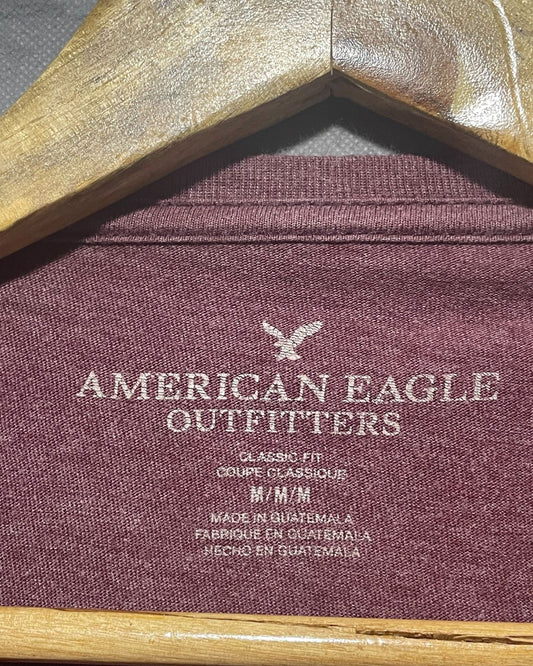 AMERICAN EAGLE
OUTFITTERS
CLASSIC FIT
COUPE CLASSIQUE
M/M/M
MADE IN GUATEMALA
FABRIQUE EN GUATEMALA
HECHO EN GUATEMALA